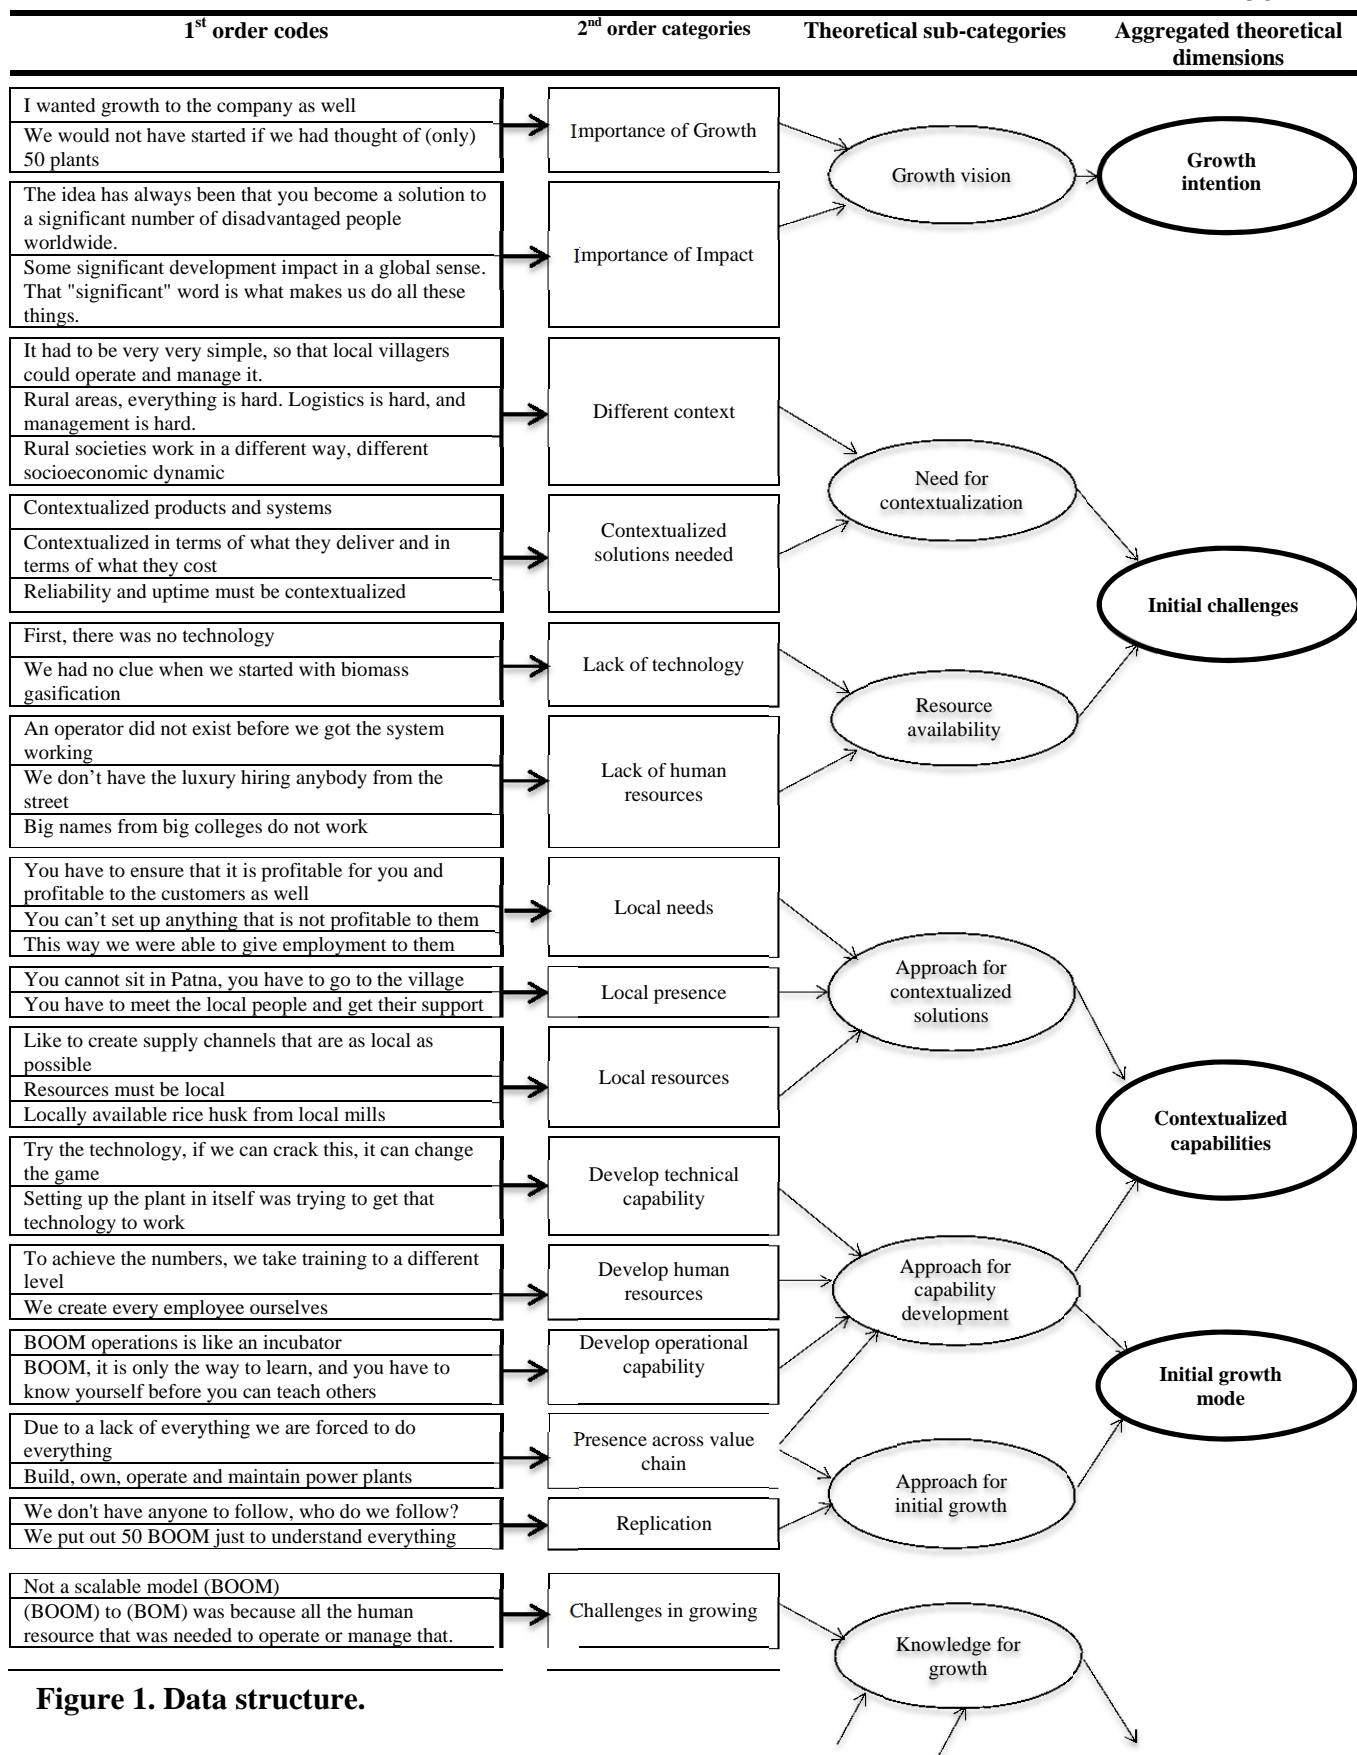 1st order codes
2nd order categories
Theoretical sub-categories
Aggregated theoretical
dimensions
I wanted growth to the company as well
We would not have started if we had thought of (only)
50 plants
Importance of Growth
Growth vision
Growth
intention
The idea has always been that you become a solution to
a significant number of disadvantaged people
worldwide.
Some significant development impact in a global sense.
That "significant" word is what makes us do all these
things.
Importance of Impact
It had to be very very simple, so that local villagers
could operate and manage it.
Rural areas, everything is hard. Logistics is hard, and
management is hard.
Rural societies work in a different way, different
socioeconomic dynamic
Different context
Need for
contextualization
Contextualized products and systems
Contextualized in terms of what they deliver and in
terms of what they cost
Reliability and uptime must be contextualized
Contextualized
solutions needed
Initial challenges
First, there was no technology
We had no clue when we started with biomass
gasification
Lack of technology
Resource
availability
An operator did not exist before we got the system
working
We don’t have the luxury hiring anybody from the
street
Big names from big colleges do not work
Lack of human
resources
You have to ensure that it is profitable for you and
profitable to the customers as well
You can’t set up anything that is not profitable to them
This way we were able to give employment to them
Local needs
Approach for
contextualized
solutions
You cannot sit in Patna, you have to go to the village
You have to meet the local people and get their support
Local presence
Like to create supply channels that are as local as
possible
Resources must be local
Locally available rice husk from local mills
Local resources
Contextualized
capabilities
Try the technology, if we can crack this, it can change
the game
Setting up the plant in itself was trying to get that
technology to work
Develop technical
capability
To achieve the numbers, we take training to a different
level
We create every employee ourselves
Develop human
resources
Approach for
capability
development
BOOM operations is like an incubator
BOOM, it is only the way to learn, and you have to
know yourself before you can teach others
Develop operational
capability
Initial growth
mode
Due to a lack of everything we are forced to do
everything
Build, own, operate and maintain power plants
Presence across value
chain
Approach for
initial growth
We don't have anyone to follow, who do we follow?
We put out 50 BOOM just to understand everything
Replication
Not a scalable model (BOOM)
(BOOM) to (BOM) was because all the human
resource that was needed to operate or manage that.
Challenges in growing
Knowledge for
growth
Figure 1. Data structure.